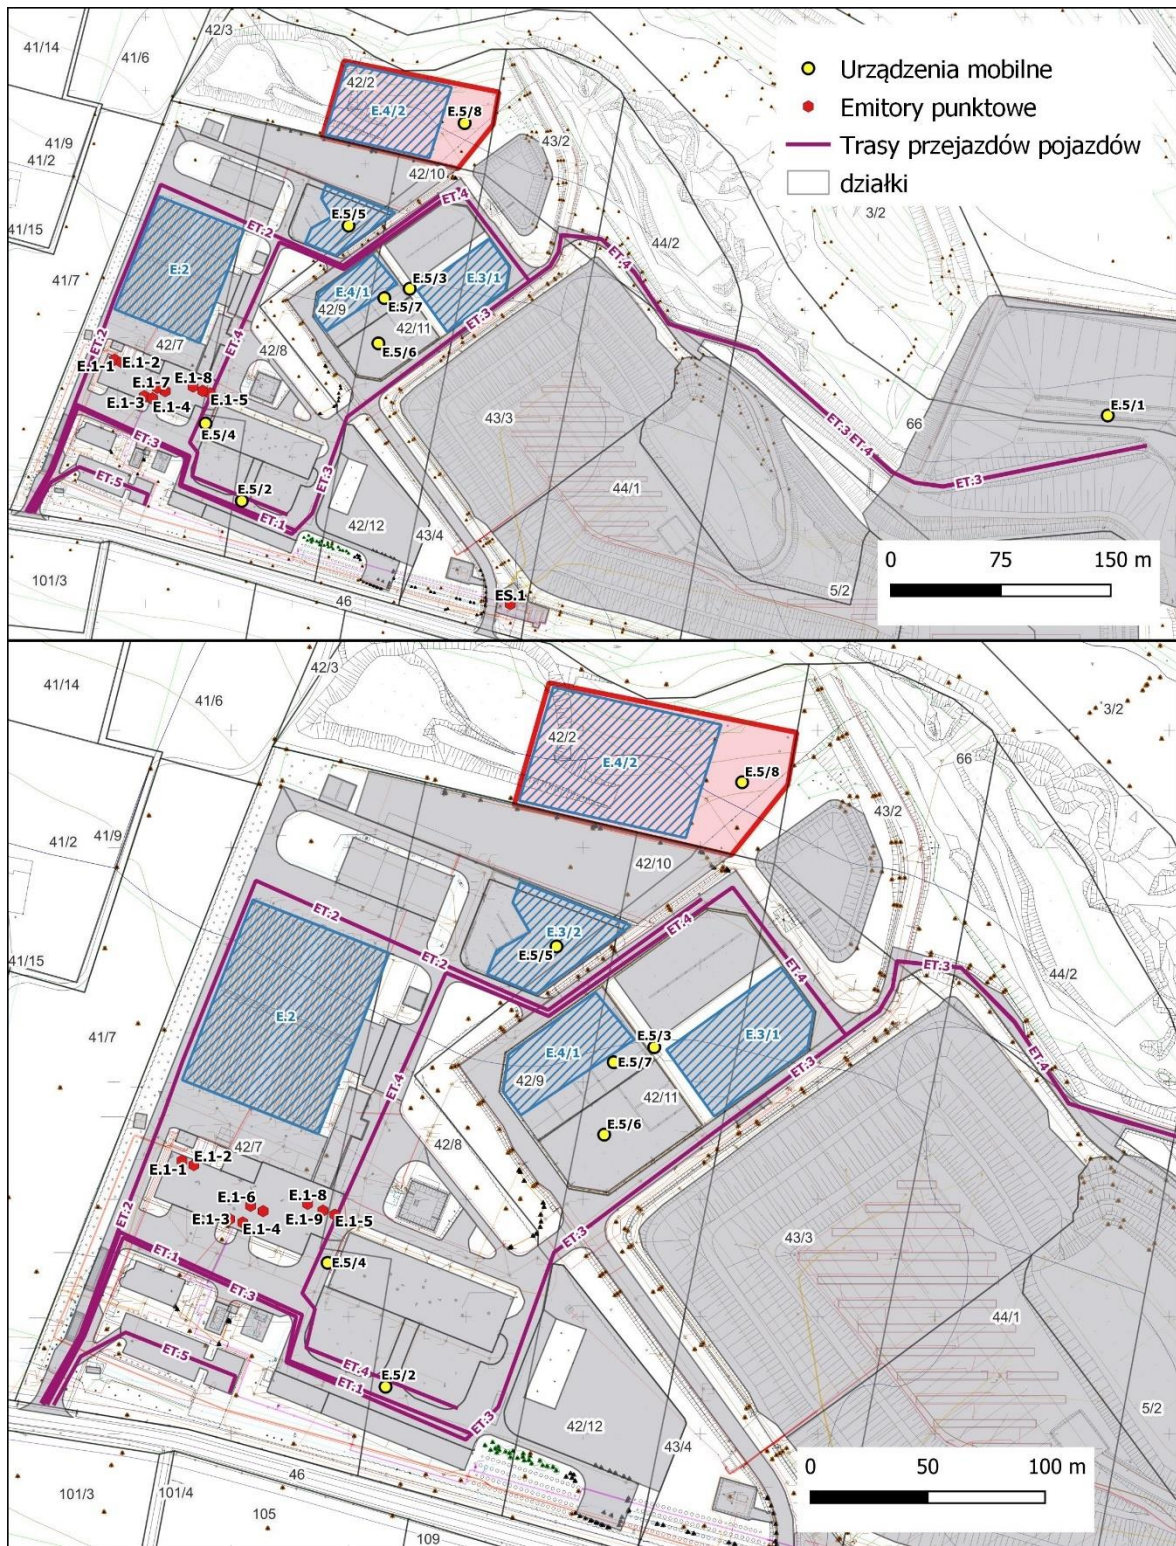 42/3
41/14
41/6
42/2
E.4/2
E.5/8
Urządzenia mobilne
Emitory punktowe
Trasy przejazdów pojazdów
działki
41/9
41/2
43/2
42/10
ET:4
3/2
E.5/5
41/15
ET:2
44/2
ET:4
41/7
E:2
E.5/3
E.3/1
E.4/1
E.5/7
42/9
42/11
ET:3
ET:2
ET:4
42/7
42/8
E.5/6
E.1-1
E.1-2
E.1-7
E.1-8
E.1-3
E.1-4
E.1-5
E.5/4
43/3
ET:3
ET:4
66
E.5/1
ET:3
ET:3
ET:5
E.5/2
ET:1
ET:3
44/1
42/12
43/4
0 75 150 m
101/3
46
ES.1
5/2
42/3
41/14
41/6
42/2
E.4/2
E.5/8
3/2
66
43/2
41/9
41/2
42/10
ET:2
E.3/2
E.5/5
ET:4
ET:2
41/15
ET:4
ET:3
44/2
E:2
E.5/3
E.3/1
41/7
E.4/1
E.5/7
ET:3
ET:4
42/9
42/11
ET:4
E.5/6
42/7
42/8
E.1-1
E.1-2
E.1-6
E.1-8
E.1-3
E.1-4
E.1-9
E.1-5
ET:2
ET:1
ET:3
43/3
E.5/4
ET:3
44/1
ET:5
ET:4
E.5/2
ET:1
ET:3
5/2
42/12
43/4
0 50 100 m
46
101/3
101/4
105
109